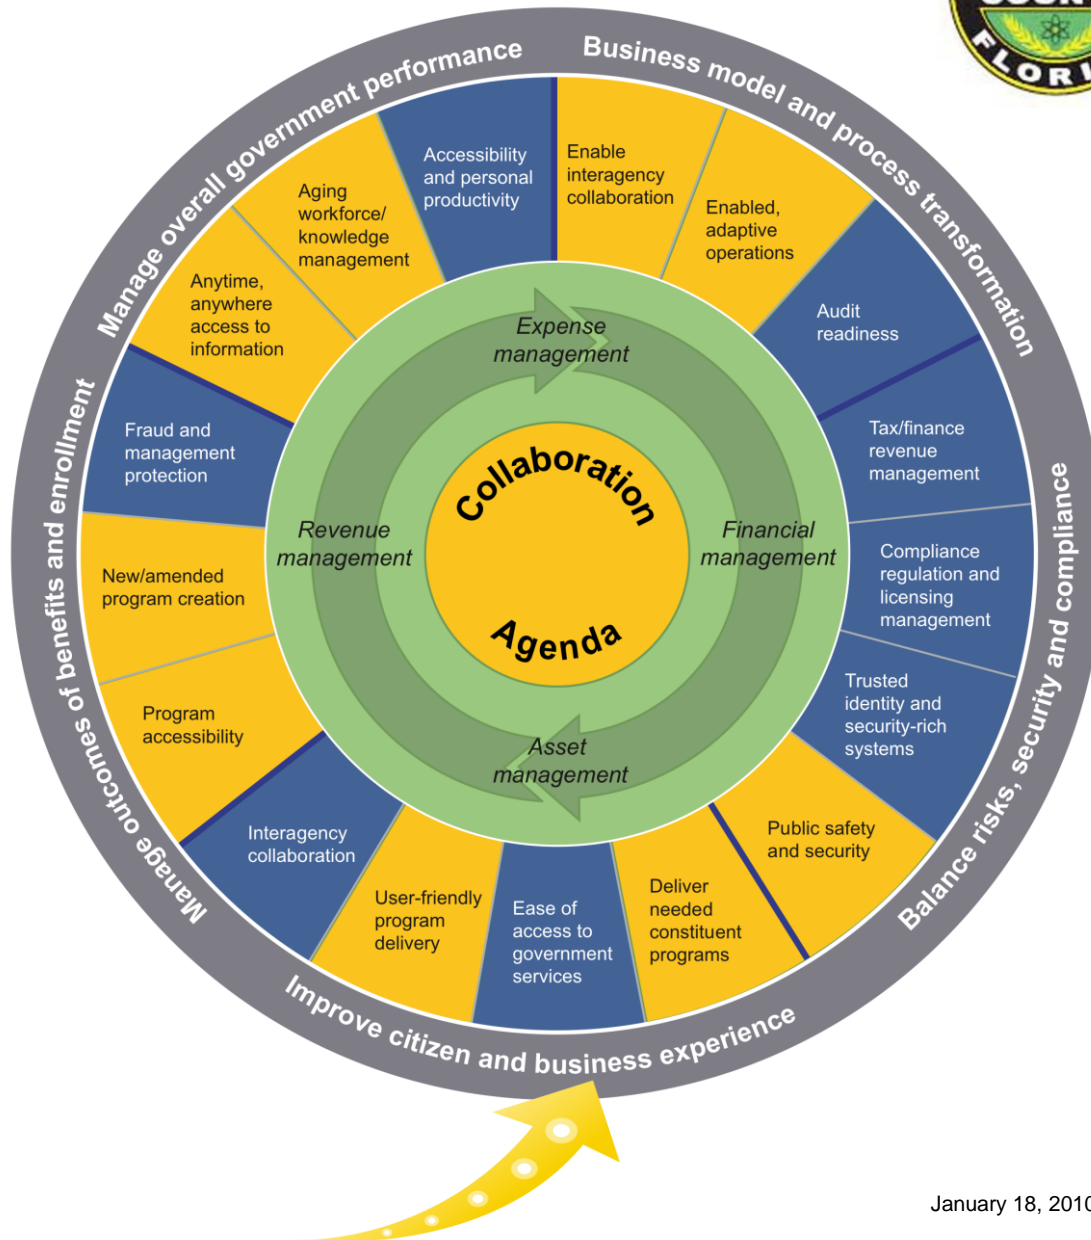 FLORI
Manage overall government performance
Business model and process transformation
Balance risks, security and compliance
Improve citizen and business experience
Manage outcomes of benefits and enrollment
Accessibility
and personal
productivity
Enable
interagency
collaboration
Enabled,
adaptive
operations
Audit
readiness
Tax/finance
revenue
management
Compliance
regulation and
licensing
management
Trusted
identity and
security-rich
systems
Public safety
and security
Deliver
needed
constituent
programs
Ease of
access to
government
services
User-friendly
program
delivery
Interagency
collaboration
Program
accessibility
New/amended
program creation
Fraud and
management
protection
Anytime,
anywhere
access to
information
Aging
workforce/
knowledge
management
Expense
management
Financial
management
Asset
management
Revenue
management
Collaboration
Agenda
January 18, 2010